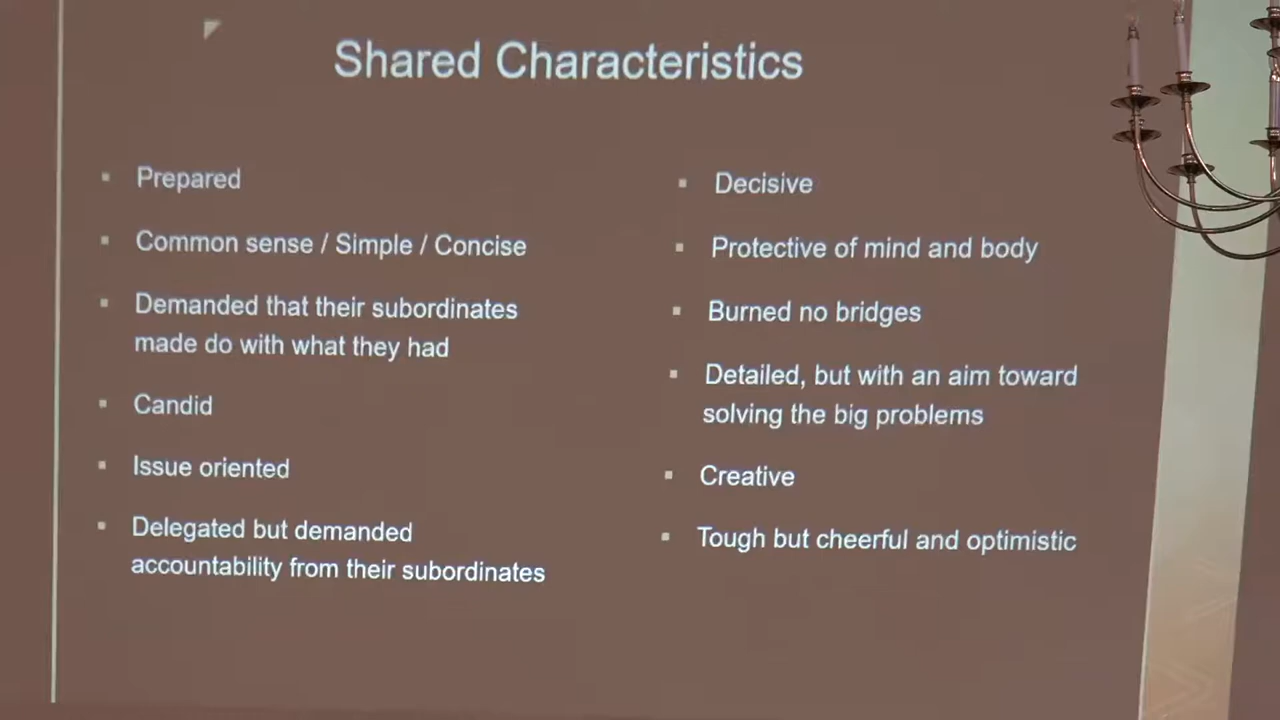 Shared Characteristics
Prepared
Common sense / Simple / Concise
Demanded that their subordinates
made do with what they had
Candid
Issue oriented
Delegated but demanded
accountability from their subordinates
Decisive
Protective of mind and body
Burned no bridges
Detailed, but with an aim toward
solving the big problems
Creative
Tough but cheerful and optimistic